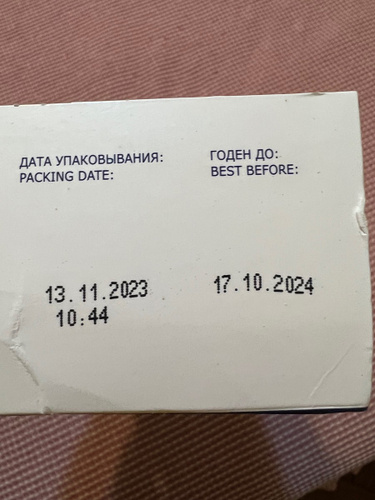 ДАТА УПАКОВЫВАНИЯ:
PACKING DATE:
ГОДЕН ДО:
BEST BEFORE:
13.11.2023
10:44
17.10.2024